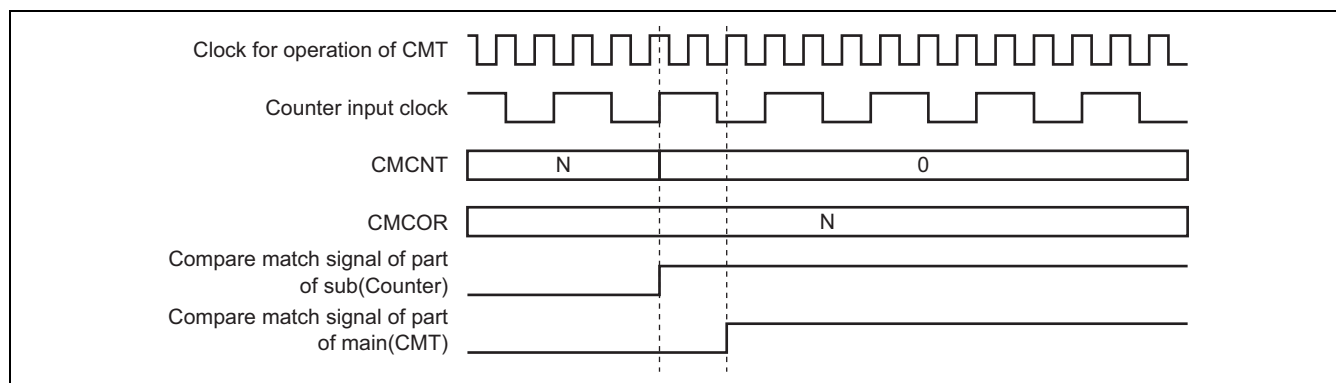 Clock for operation of CMT
Counter input clock
CMCNT
N
0
CMCOR
N
Compare match signal of part
of sub(Counter)
Compare match signal of part
of main(CMT)